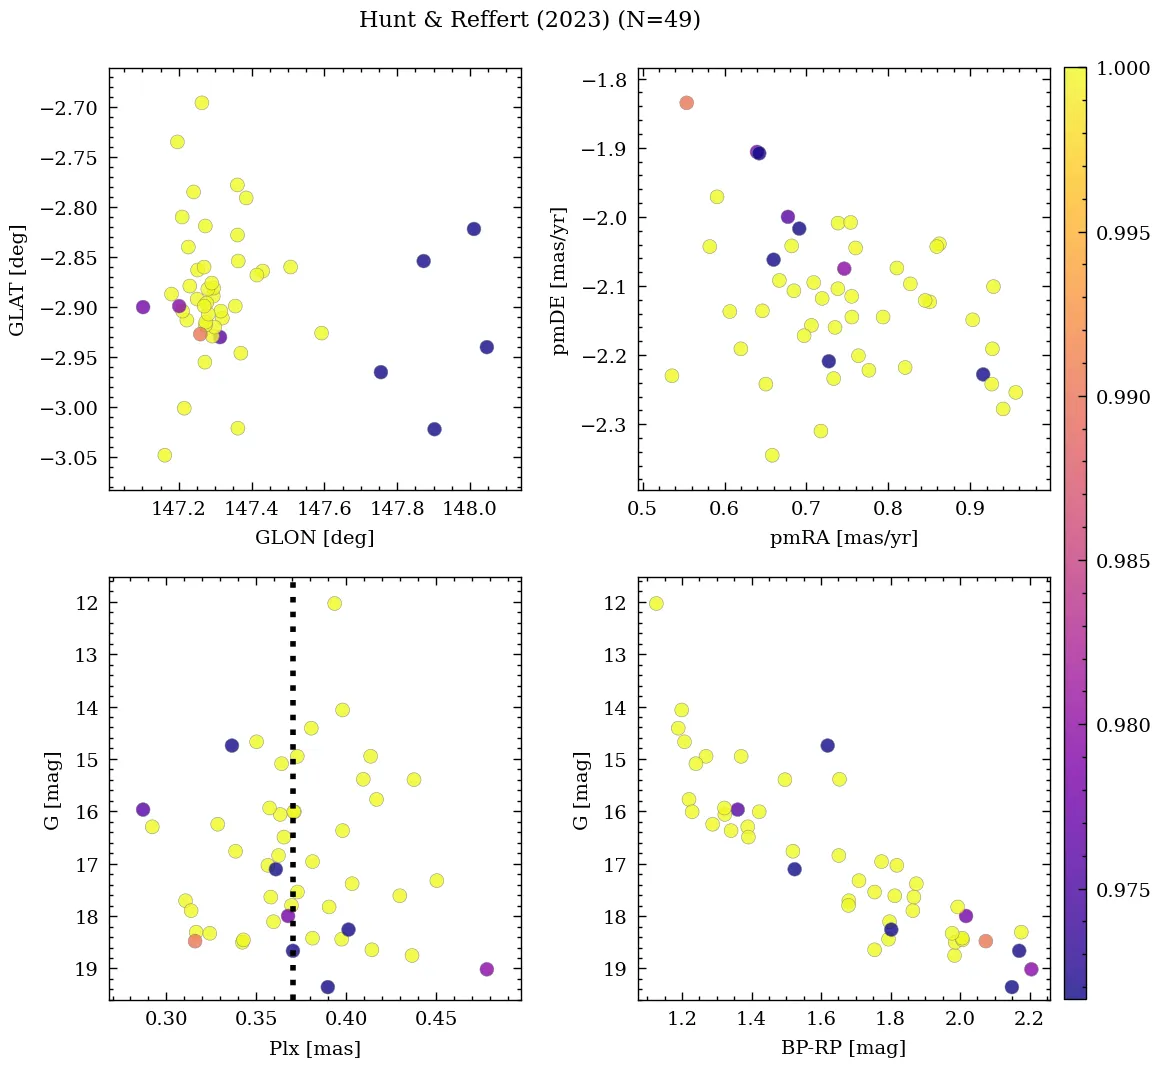 Hunt & Reffert (2023) (N=49)
GLAT [deg]
−2.70
−2.75
−2.80
−2.85
−2.90
−2.95
−3.00
−3.05
147.2 147.4 147.6 147.8 148.0
GLON [deg]
pmDE [mas/yr]
−1.8
−1.9
−2.0
−2.1
−2.2
−2.3
0.5 0.6 0.7 0.8 0.9
pmRA [mas/yr]
1.000
0.995
0.990
0.985
0.980
0.975
G [mag]
12
13
14
15
16
17
18
19
0.30 0.35 0.40 0.45
Plx [mas]
G [mag]
12
13
14
15
16
17
18
19
1.2 1.4 1.6 1.8 2.0 2.2
BP-RP [mag]